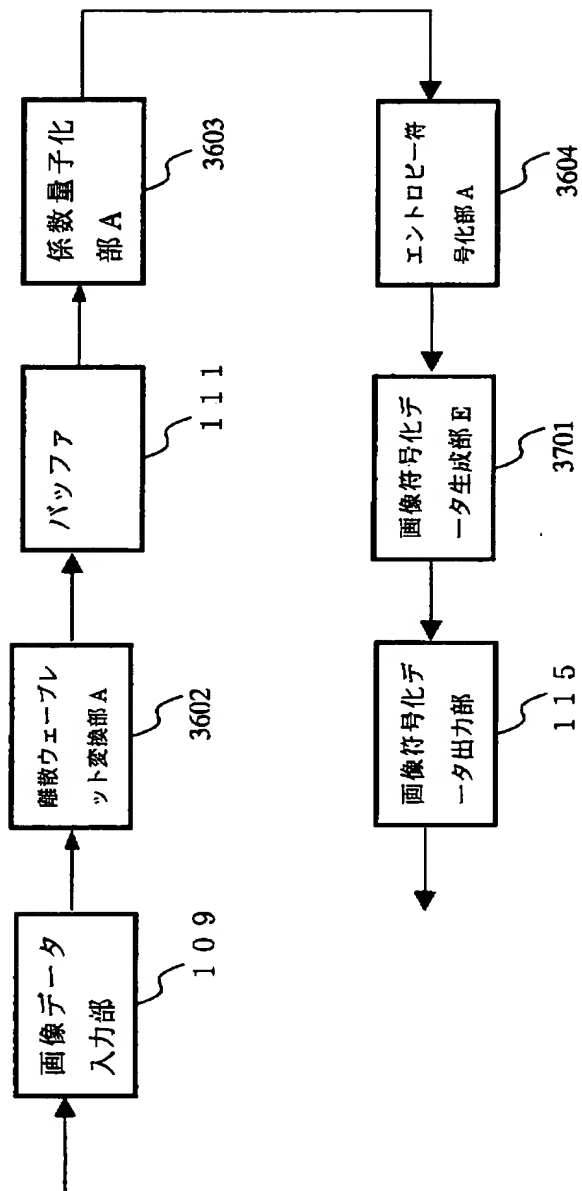 画像データ
入力部
109
離散ウェーブレ
ット変換部A
3602
バッファ
111
係数量子化
部A
3603
エントロピー符
号化部A
3604
画像符号化デ
ータ生成部E
3701
画像符号化デ
ータ出力部
115